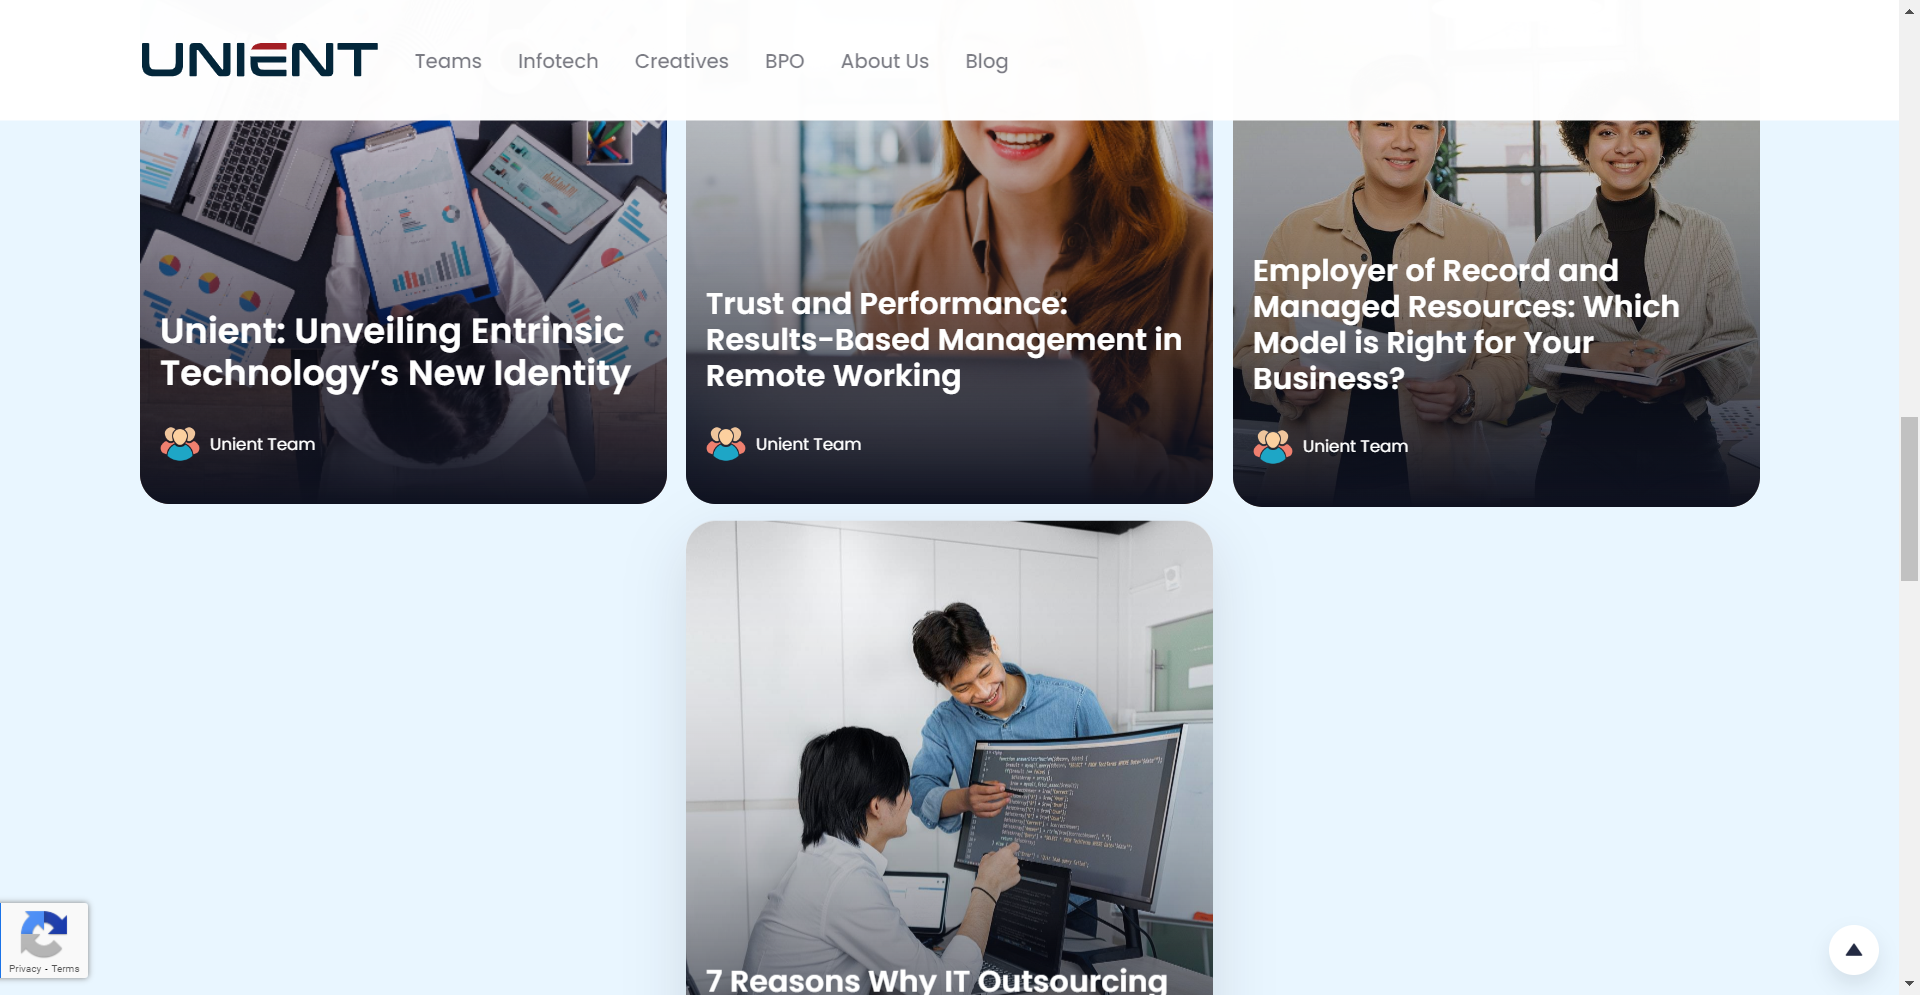 UNIENT
Teams
Infotech
Creatives
BPO
About Us
Blog
Unient: Unveiling Entrinsic
Technology’s New Identity
Unient Team
Trust and Performance:
Results-Based Management in
Remote Working
Unient Team
Employer of Record and
Managed Resources: Which
Model is Right for Your
Business?
Unient Team
7 Reasons Why IT Outsourcing
Privacy - Terms